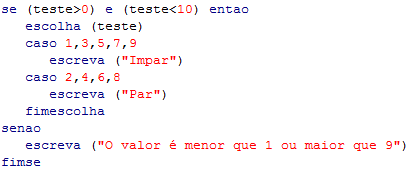 se (teste>0) e (teste<10) entao
escolha (teste)
caso 1,3,5,7,9
escreva ("Impar")
caso 2,4,6,8
escreva ("Par")
fimescolha
senao
escreva ("O valor é menor que 1 ou maior que 9")
fimse